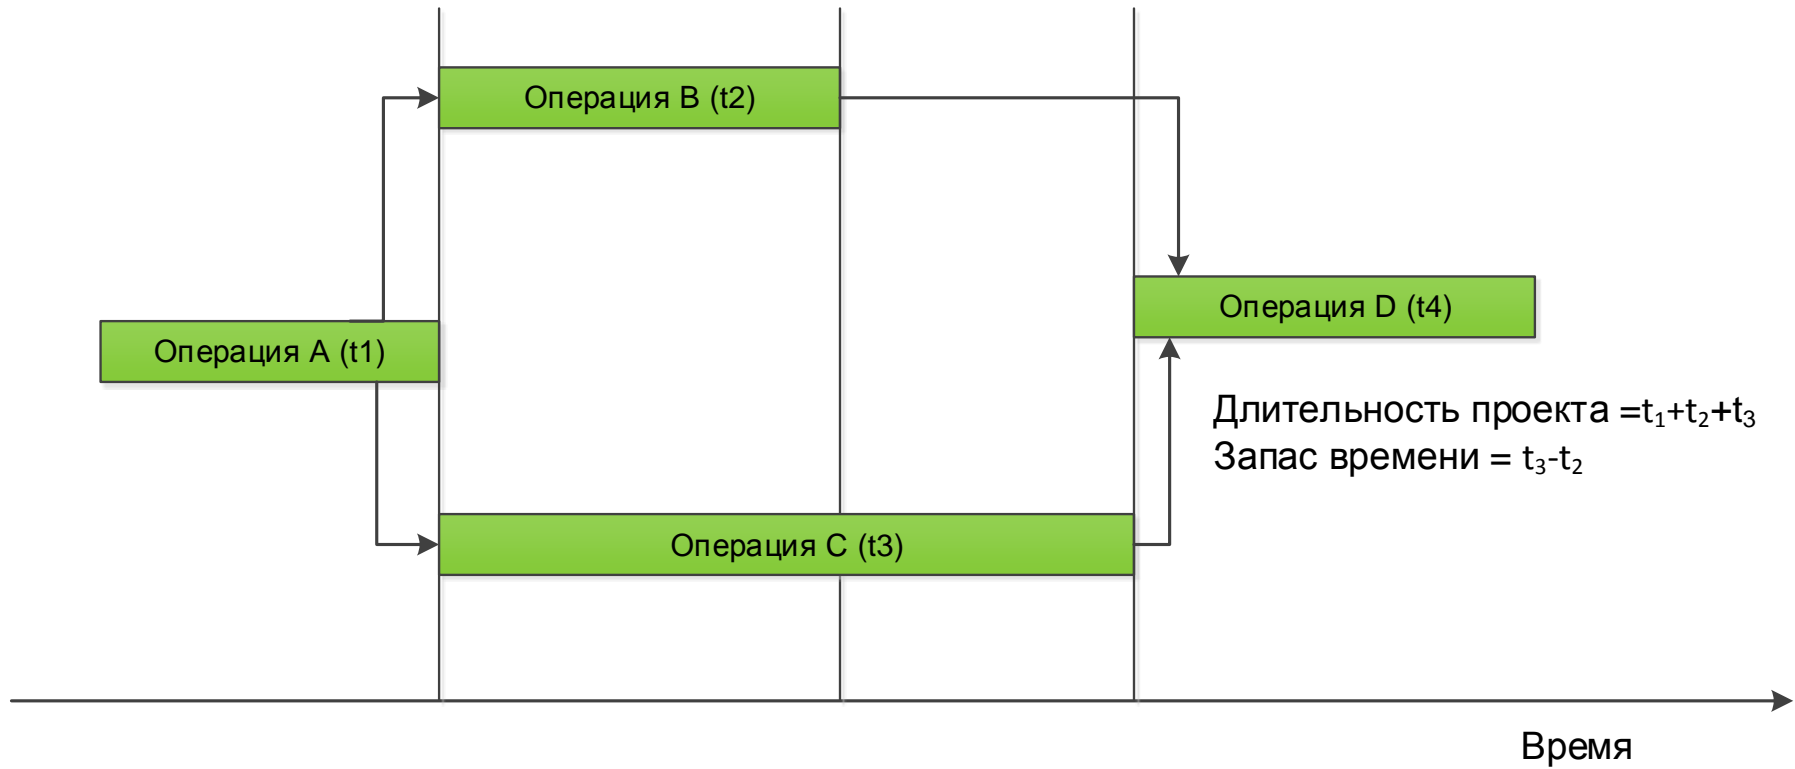 Операция B (t2)
Операция D (t4)
Операция A (t1)
Длительность проекта =t₁+t₂+t₃
Запас времени = t₃-t₂
Операция C (t3)
Время